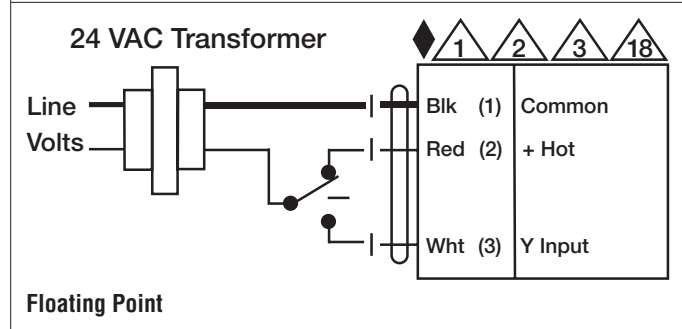 24 VAC Transformer
1 2 3 18
Line
Volts
Blk (1) Common
Red (2) + Hot
Wht (3) Y Input
Floating Point